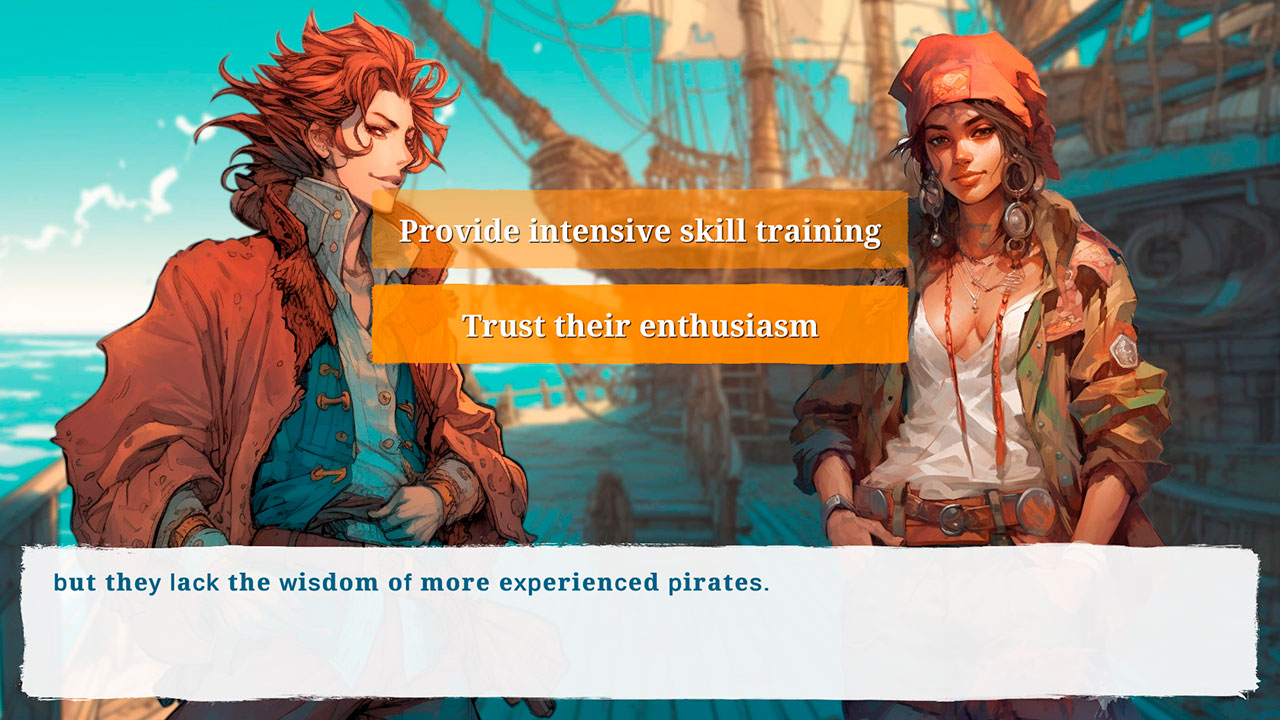 Provide intensive skill training
Trust their enthusiasm
but they lack the wisdom of more experienced pirates.